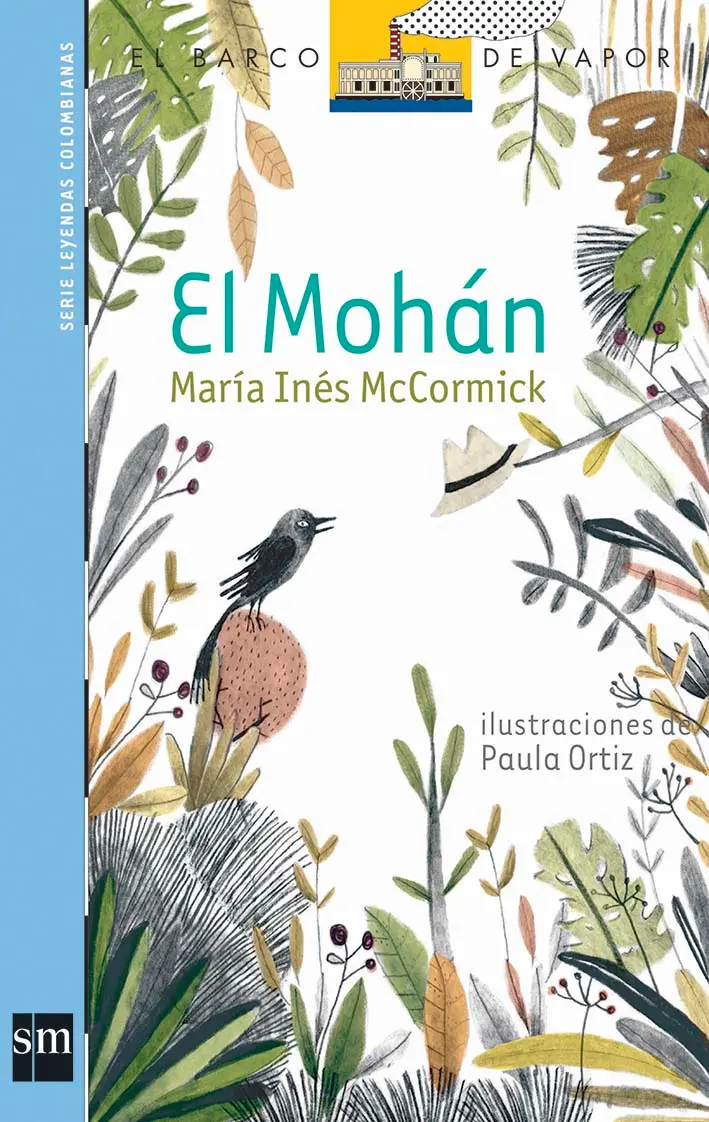 EL BARCO DE VAPOR
SERIE LEYENDAS COLOMBIANAS
El Mohán
María Inés McCormick
ilustraciones de
Paula Ortiz
sm